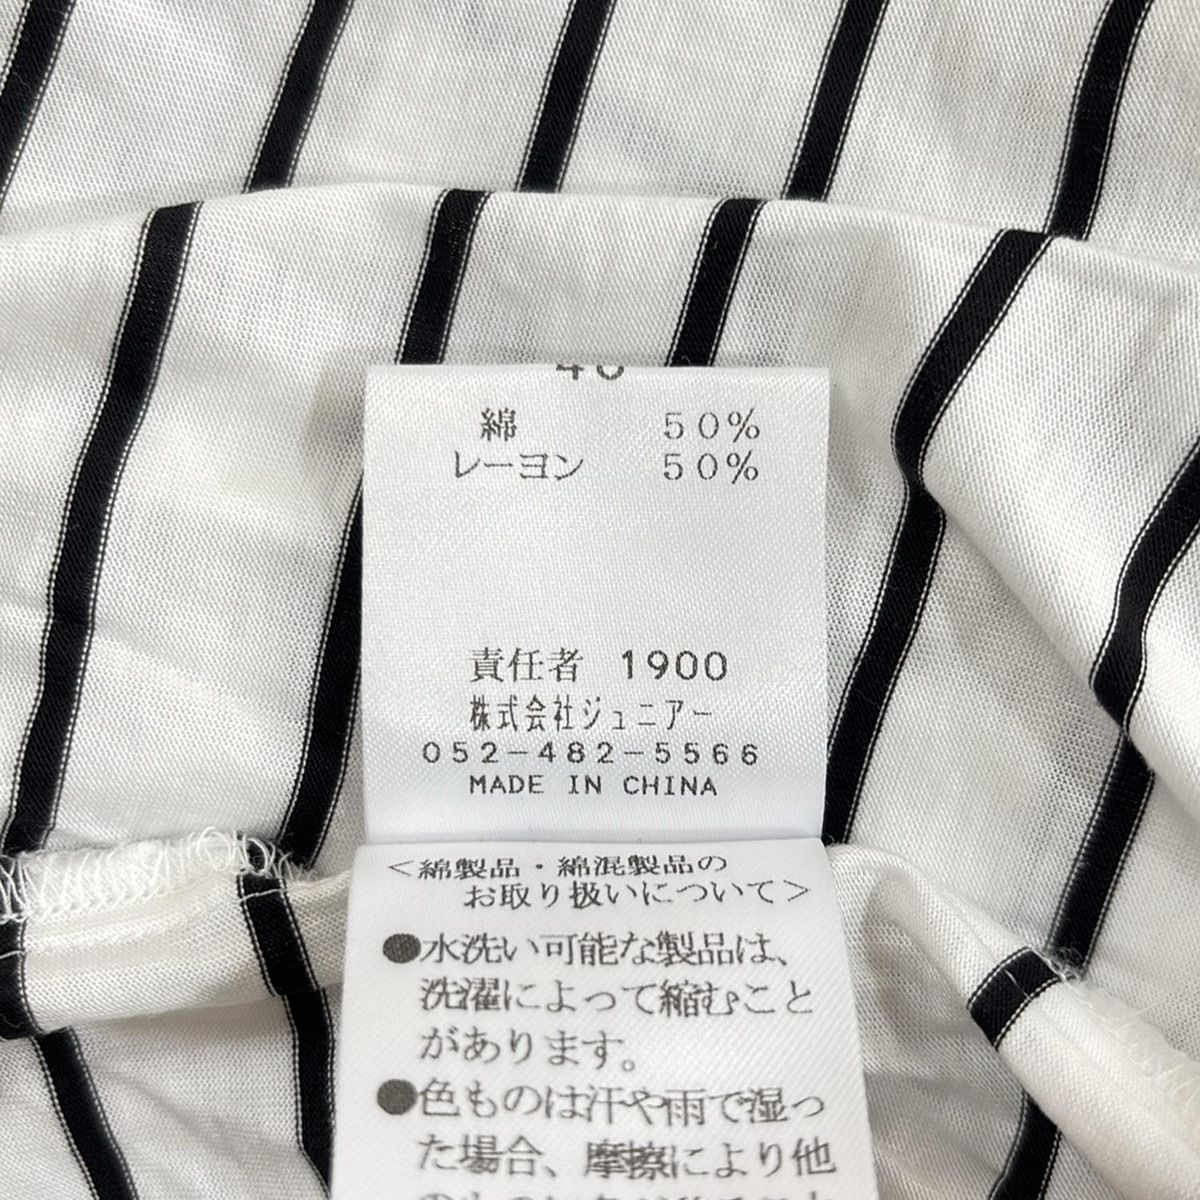 綿 50%
レーヨン 50%
責任者 1900
株式会社ジュニアー
052-482-5566
MADE IN CHINA
<綿製品・綿混製品の
お取り扱いについて>
●水洗い可能な製品は、
洗濯によって縮むこと
があります。
●色ものは汗や雨で湿っ
た場合、摩擦により他